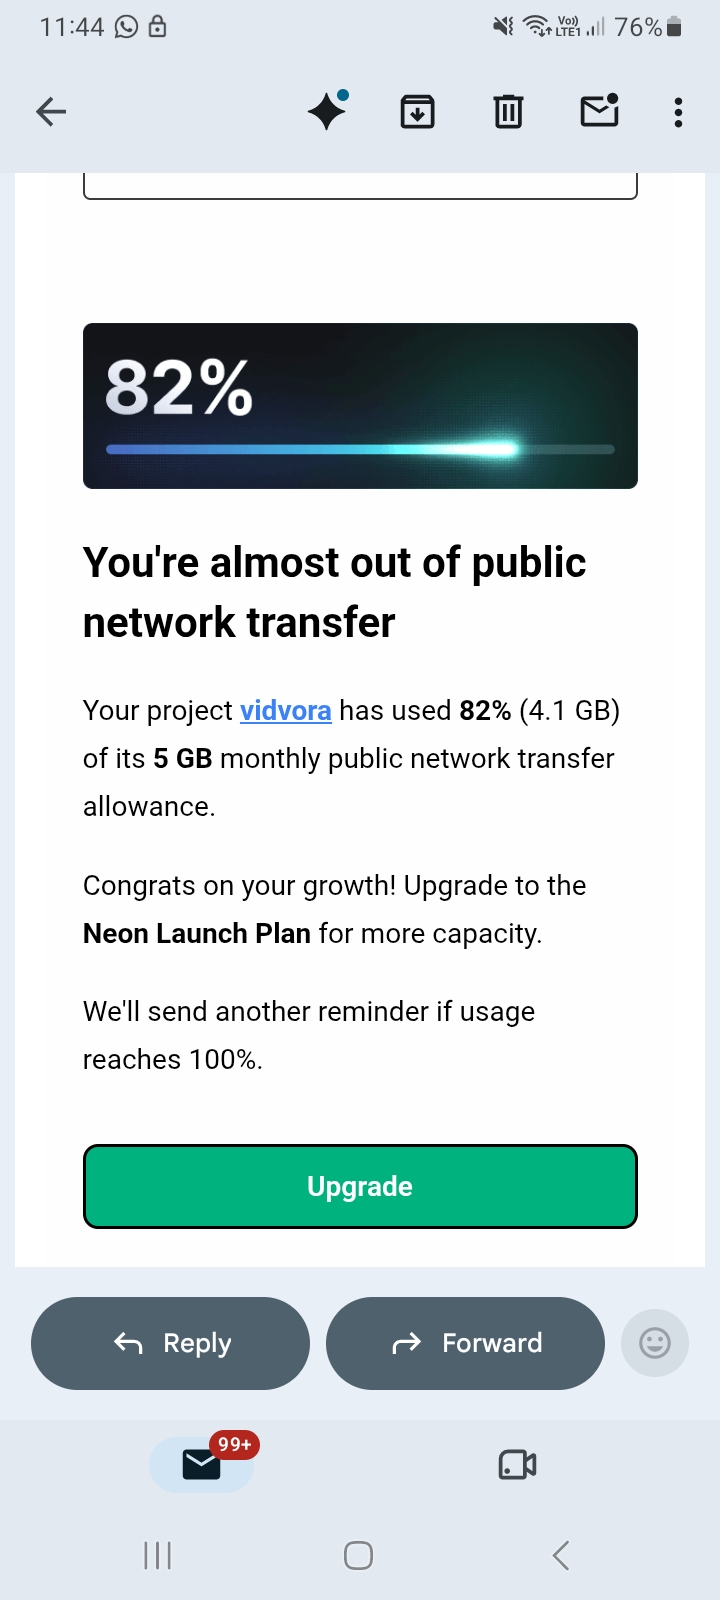 11:44
Vo))
LTE1
76%
82%
You're almost out of public
network transfer
Your project vidvora has used 82% (4.1 GB)
of its 5 GB monthly public network transfer
allowance.
Congrats on your growth! Upgrade to the
Neon Launch Plan for more capacity.
We'll send another reminder if usage
reaches 100%.
Upgrade
Reply
Forward
99+